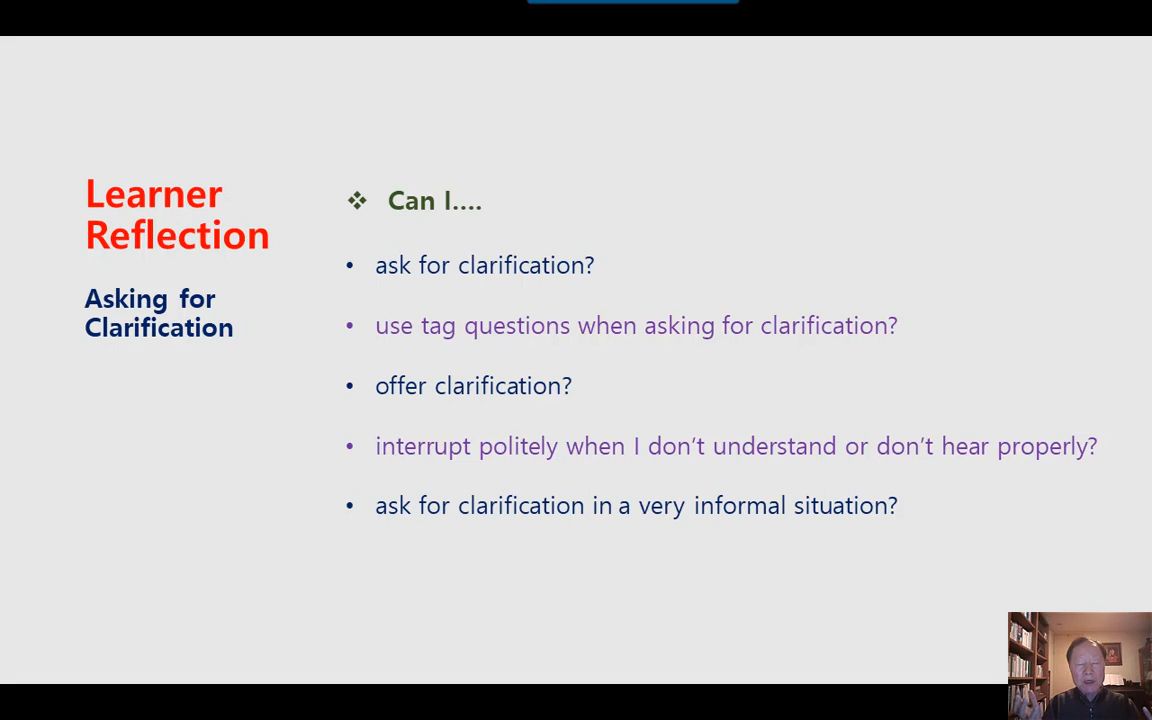 Learner
Reflection
Asking for
Clarification
❖ Can I....
• ask for clarification?
• use tag questions when asking for clarification?
• offer clarification?
• interrupt politely when I don’t understand or don’t hear properly?
• ask for clarification in a very informal situation?